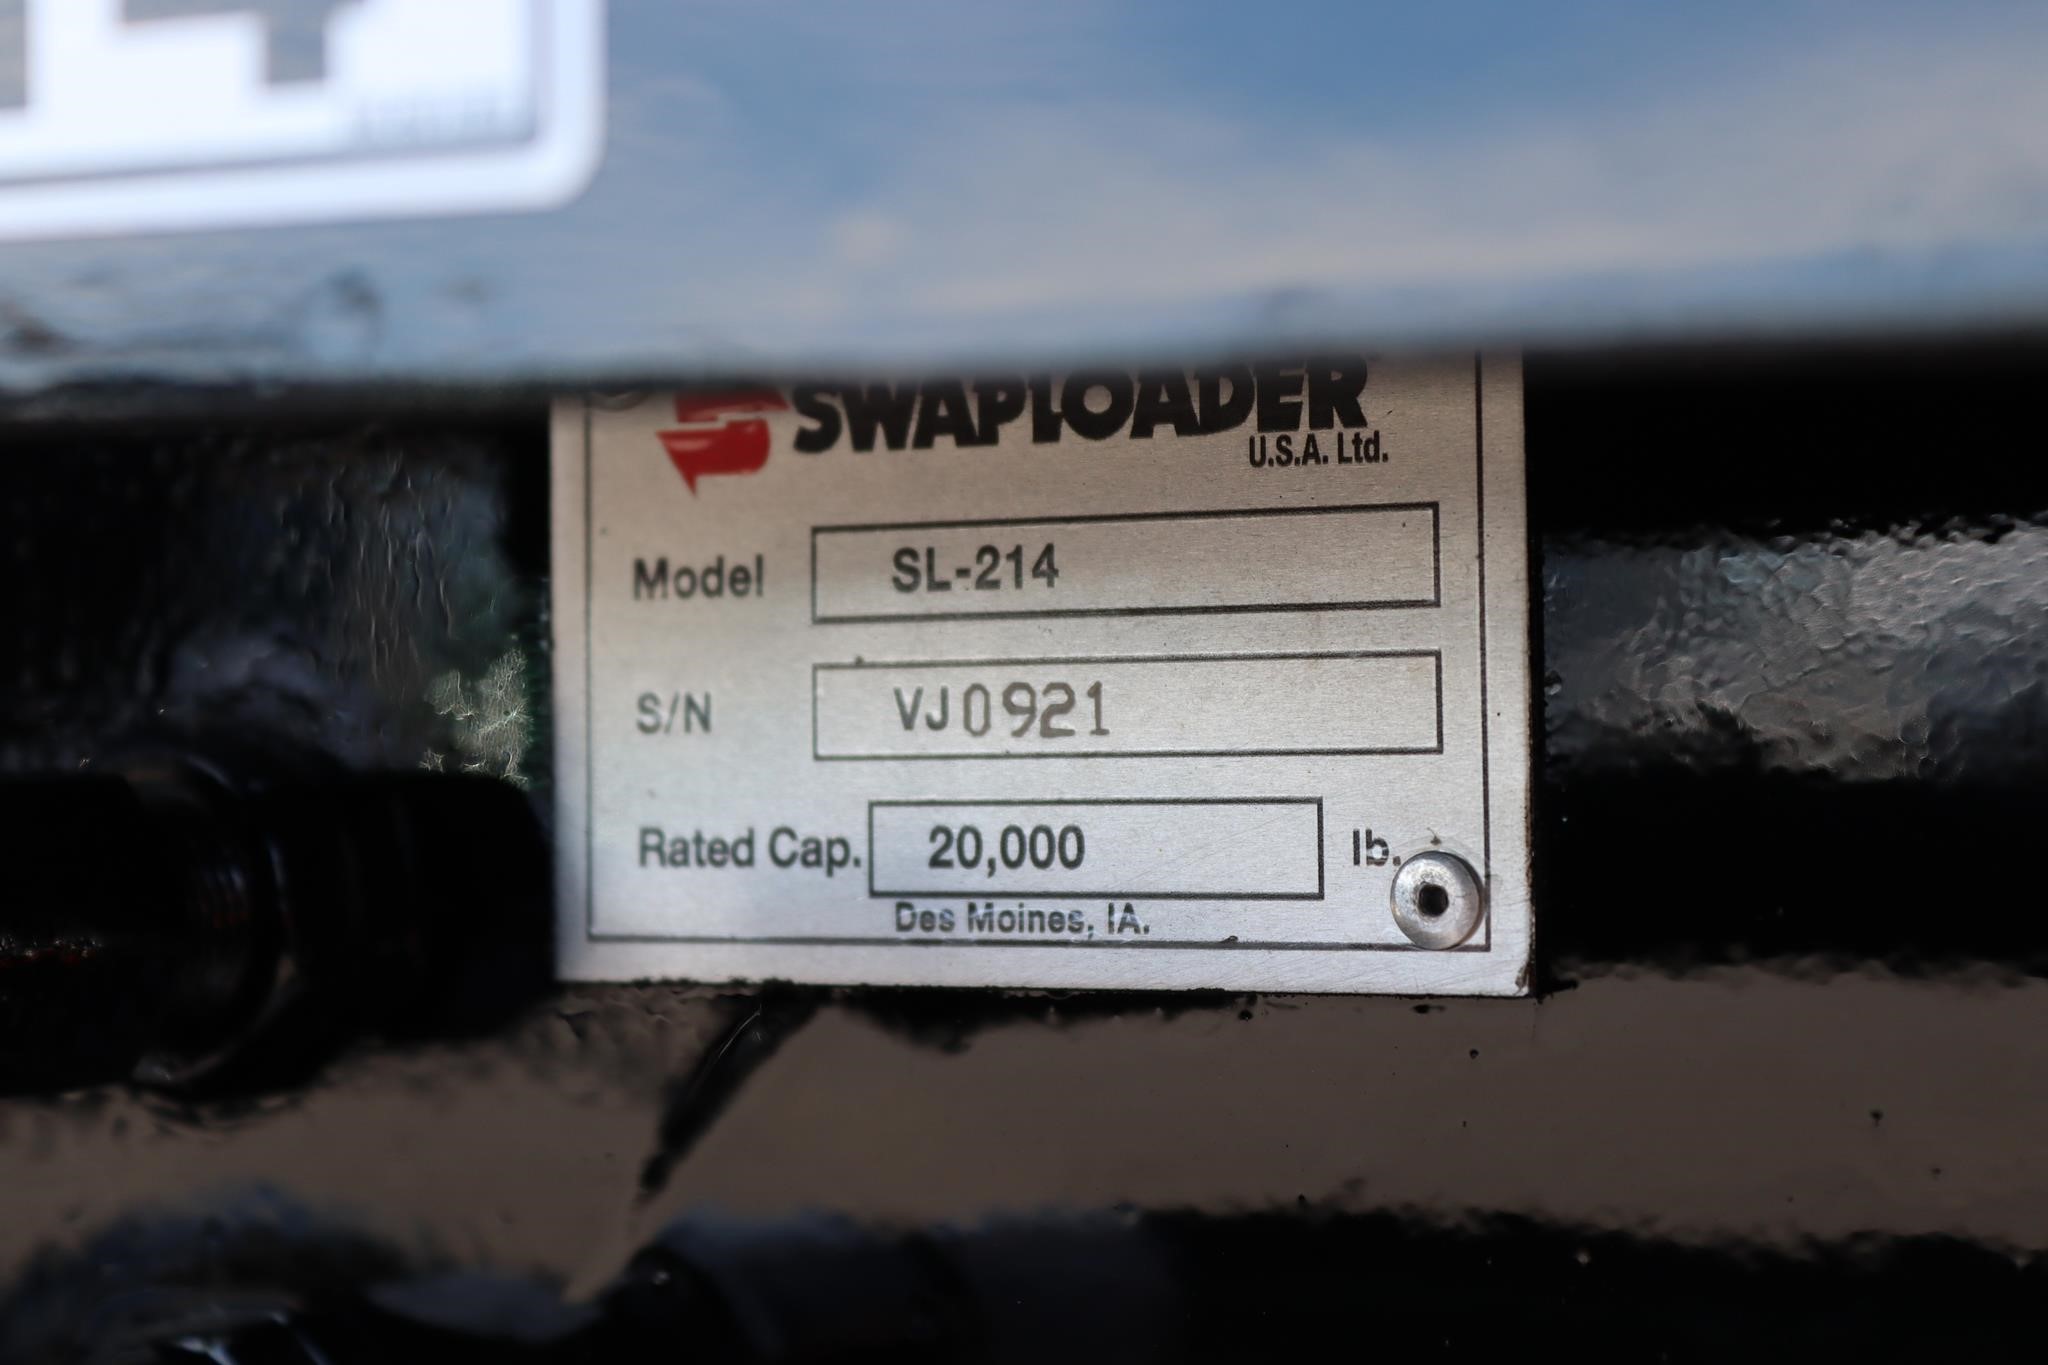 SWAPLOADER
U.S.A. Ltd.
Model SL-214
S/N VJ0921
Rated Cap. 20,000 lb.
Des Moines, IA.